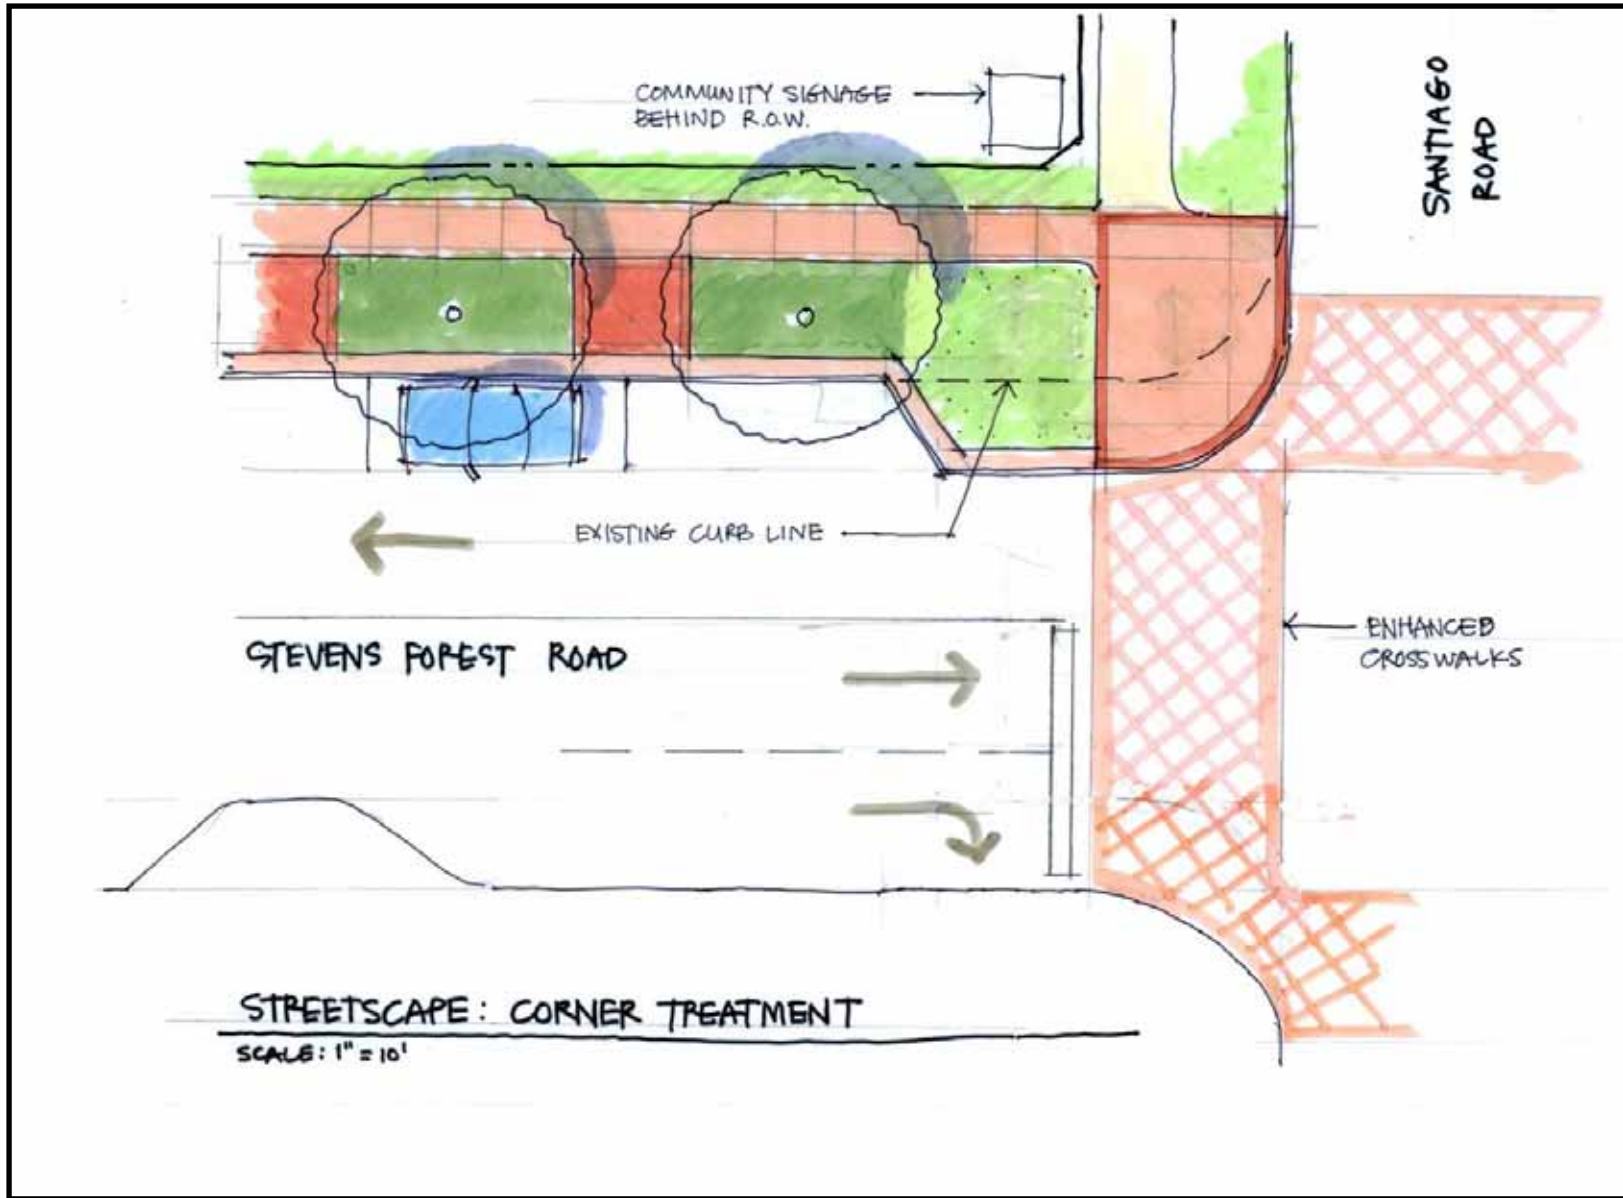 COMMUNITY SIGNAGE
BEHIND R.O.W.
SANTIAGO
ROAD
EXISTING CURB LINE
STEVENS FOREST ROAD
ENHANCED
CROSSWALKS
STREETSCAPE: CORNER TREATMENT
SCALE: 1" = 10'